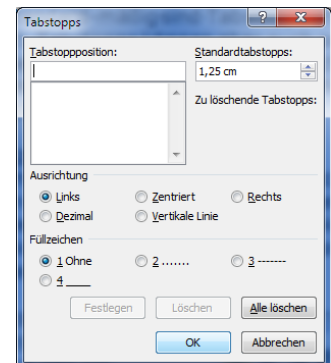 Tabstopps
Tabstoppposition:
Standardtabstopps:
1,25 cm
Zu löschende Tabstopps:
Ausrichtung
Links Zentriert Rechts
Dezimal Vertikale Linie
Füllzeichen
1 Ohne 2 ....... 3 -------
4 ____
Festlegen Löschen Alle löschen
OK Abbrechen